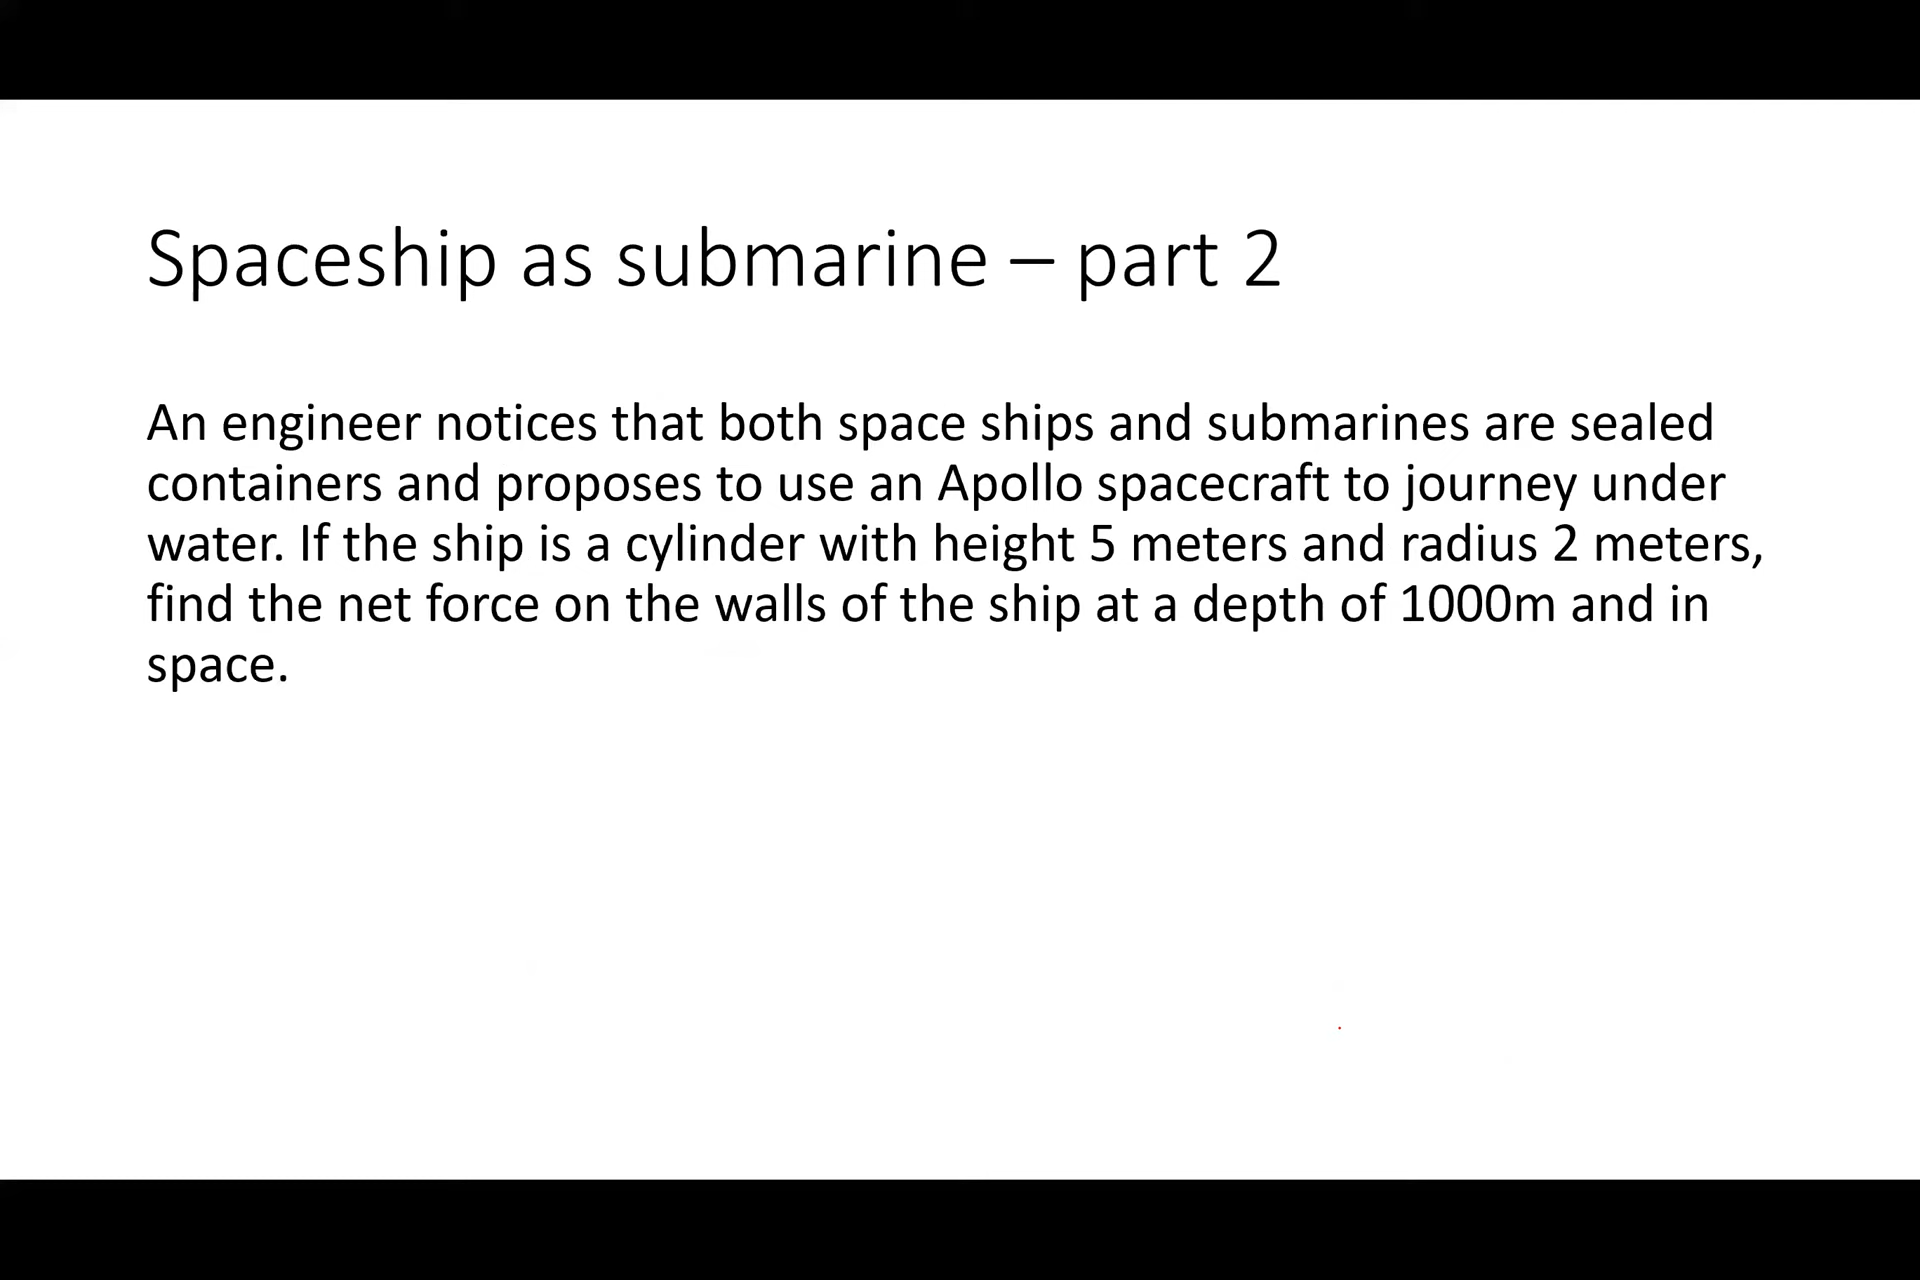 Spaceship as submarine – part 2
An engineer notices that both space ships and submarines are sealed
containers and proposes to use an Apollo spacecraft to journey under
water. If the ship is a cylinder with height 5 meters and radius 2 meters,
find the net force on the walls of the ship at a depth of 1000m and in
space.